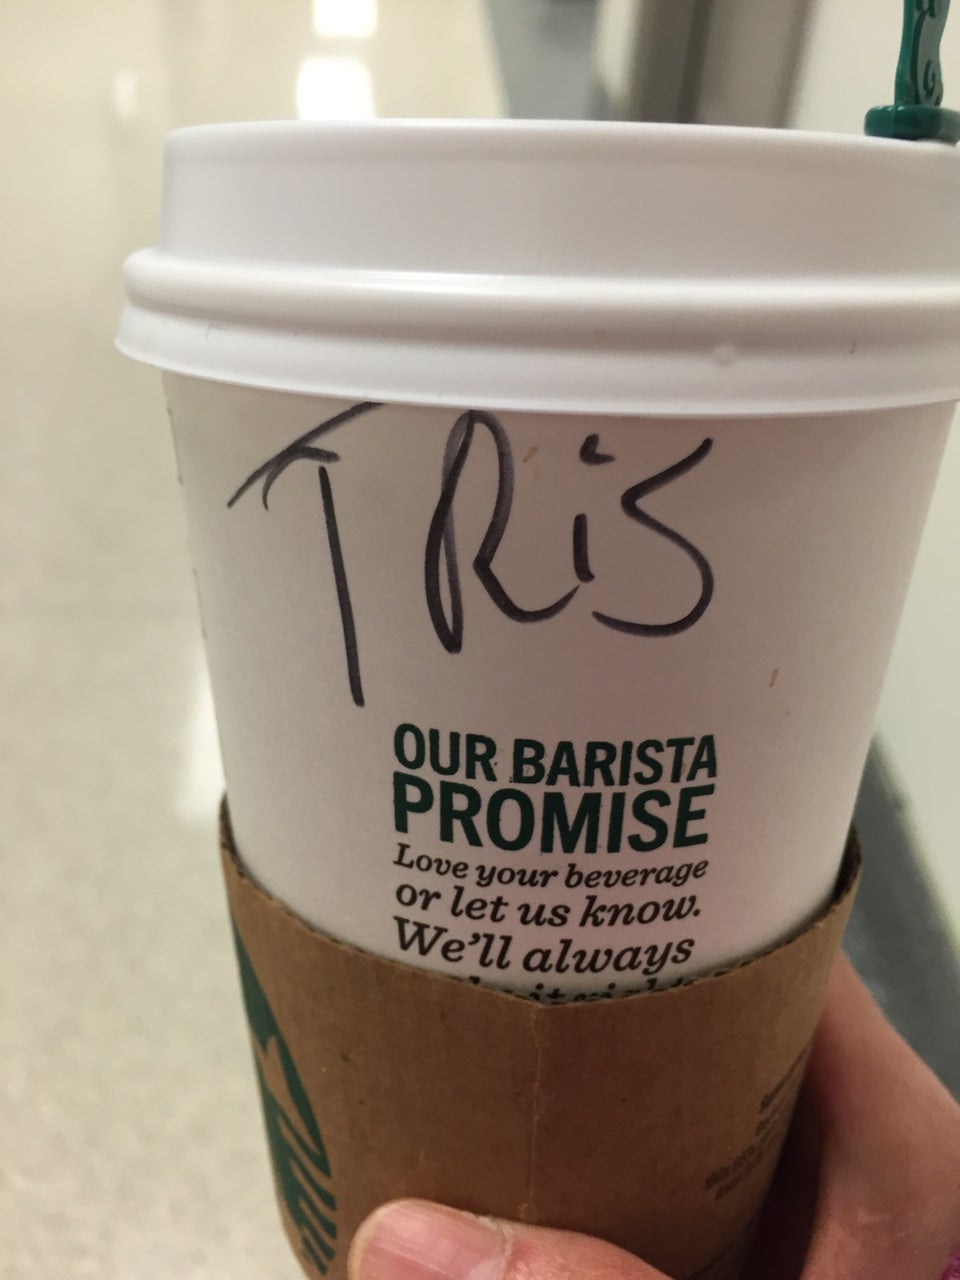 TRiS
OUR BARISTA
PROMISE
Love your beverage
or let us know.
We'll always